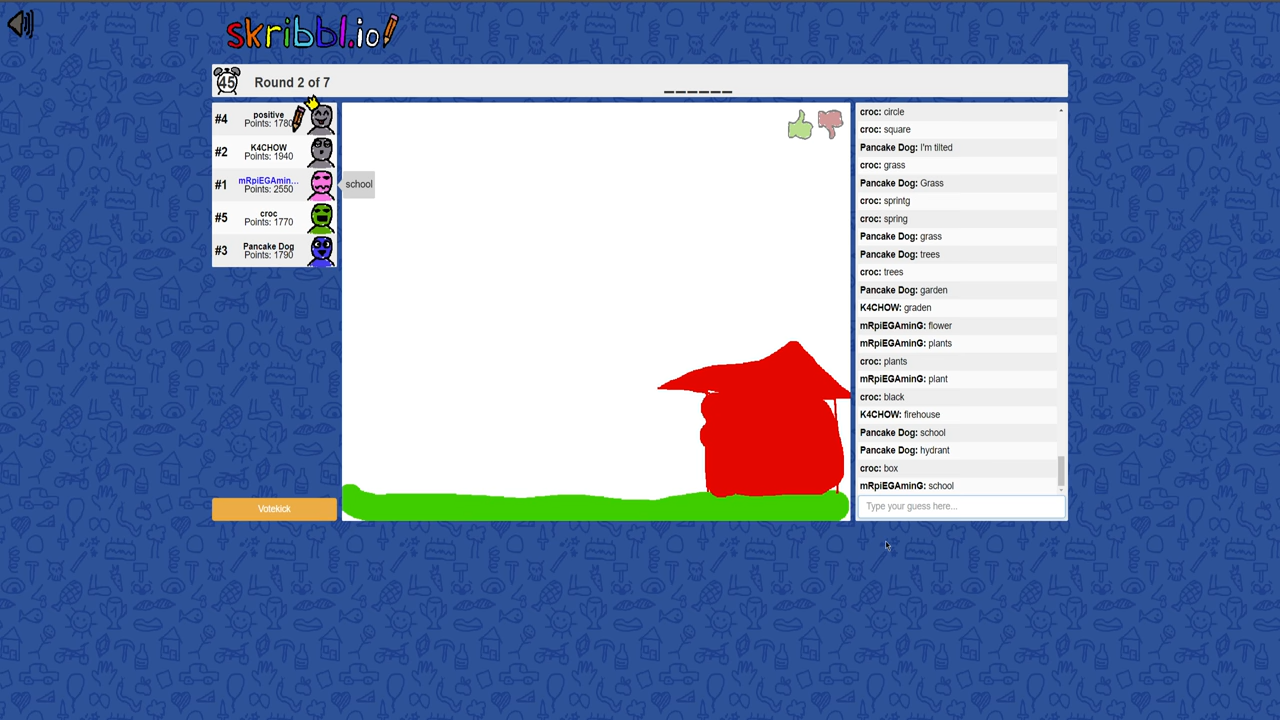 skribbl.io
45
Round 2 of 7
______
#4
positive
Points: 1780
#2
K4CHOW
Points: 1940
#1
mRpiEGAmin...
Points: 2550
school
#5
croc
Points: 1770
#3
Pancake Dog
Points: 1790
Votekick
croc: circle
croc: square
Pancake Dog: I'm tilted
croc: grass
Pancake Dog: Grass
croc: sprintg
croc: spring
Pancake Dog: grass
Pancake Dog: trees
croc: trees
Pancake Dog: garden
K4CHOW: graden
mRpiEGAminG: flower
mRpiEGAminG: plants
croc: plants
mRpiEGAminG: plant
croc: black
K4CHOW: firehouse
Pancake Dog: school
Pancake Dog: hydrant
croc: box
mRpiEGAminG: school
Type your guess here...